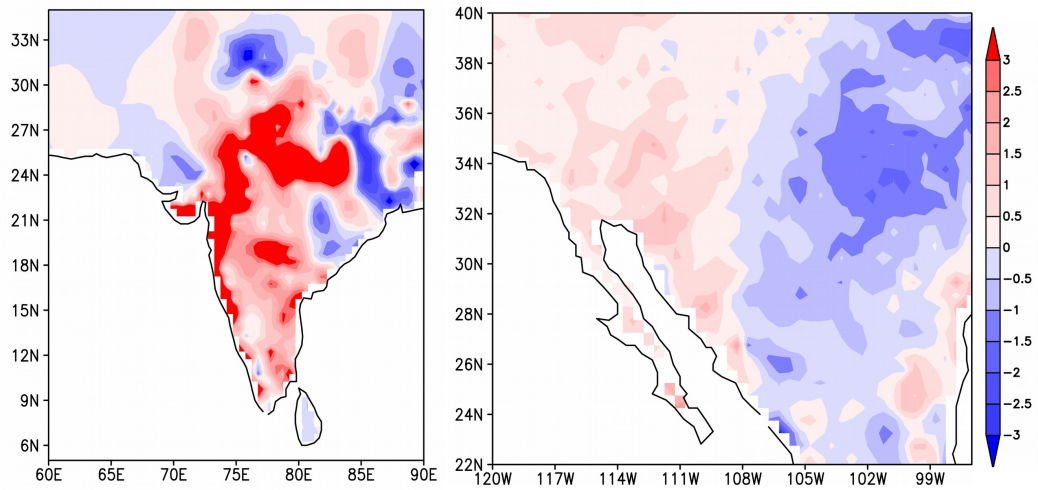 33N
30N
27N
24N
21N
18N
15N
12N
9N
6N
60E 65E 70E 75E 80E 85E 90E
40N
38N
36N
34N
32N
30N
28N
26N
24N
22N
120W 117W 114W 111W 108W 105W 102W 99W
3
2.5
2
1.5
1
0.5
0
−0.5
−1
−1.5
−2
−2.5
−3